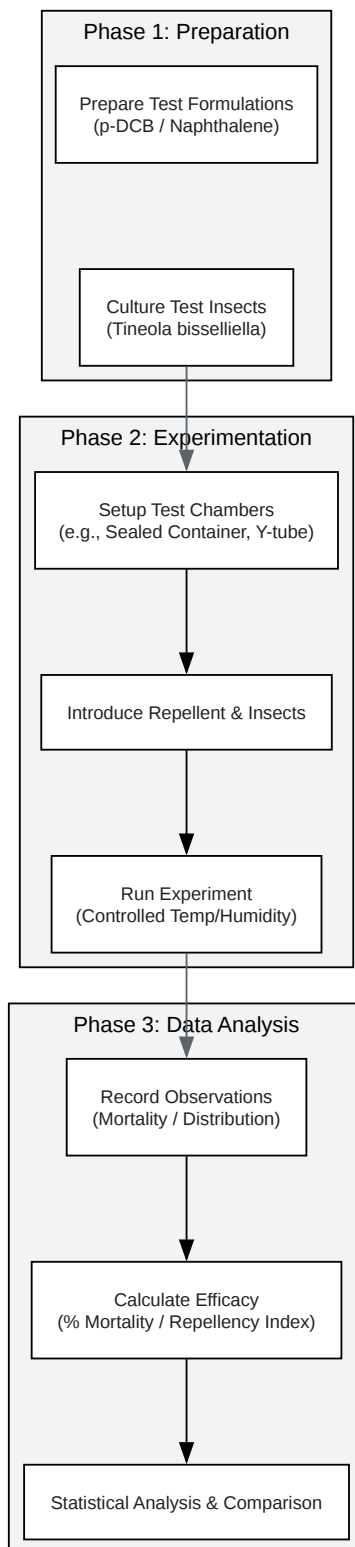 Phase 1: Preparation
Prepare Test Formulations
(p-DCB / Naphthalene)
Culture Test Insects
(Tineola bisselliella)
Phase 2: Experimentation
Setup Test Chambers
(e.g., Sealed Container, Y-tube)
Introduce Repellent & Insects
Run Experiment
(Controlled Temp/Humidity)
Phase 3: Data Analysis
Record Observations
(Mortality / Distribution)
Calculate Efficacy
(% Mortality / Repellency Index)
Statistical Analysis & Comparison